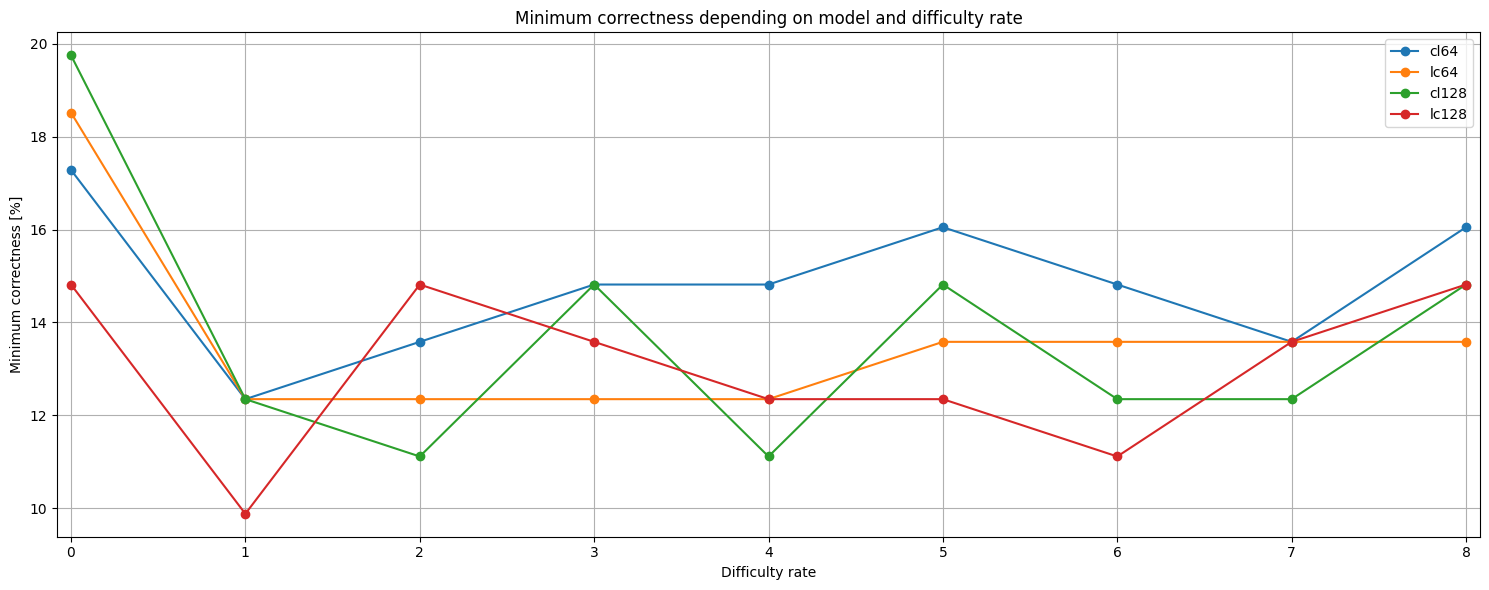 Minimum correctness depending on model and difficulty rate
20
18
16
14
12
10
Minimum correctness [%]
cl64
lc64
cl128
lc128
0 1 2 3 4 5 6 7 8
Difficulty rate